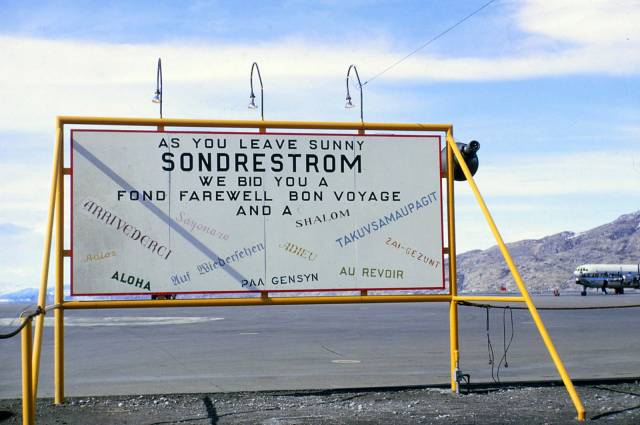 AS YOU LEAVE SUNNY
SONDRESTROM
WE BID YOU A
FOND FAREWELL BON VOYAGE
AND A
SHALOM
ARRIVEDERCI
Sayonara
TAKUVSAMAUPAGIT
Adios
Auf Wiederfehen
ADIEU
ZAI-GEZUNT
ALOHA
PAA GENSYN
AU REVOIR